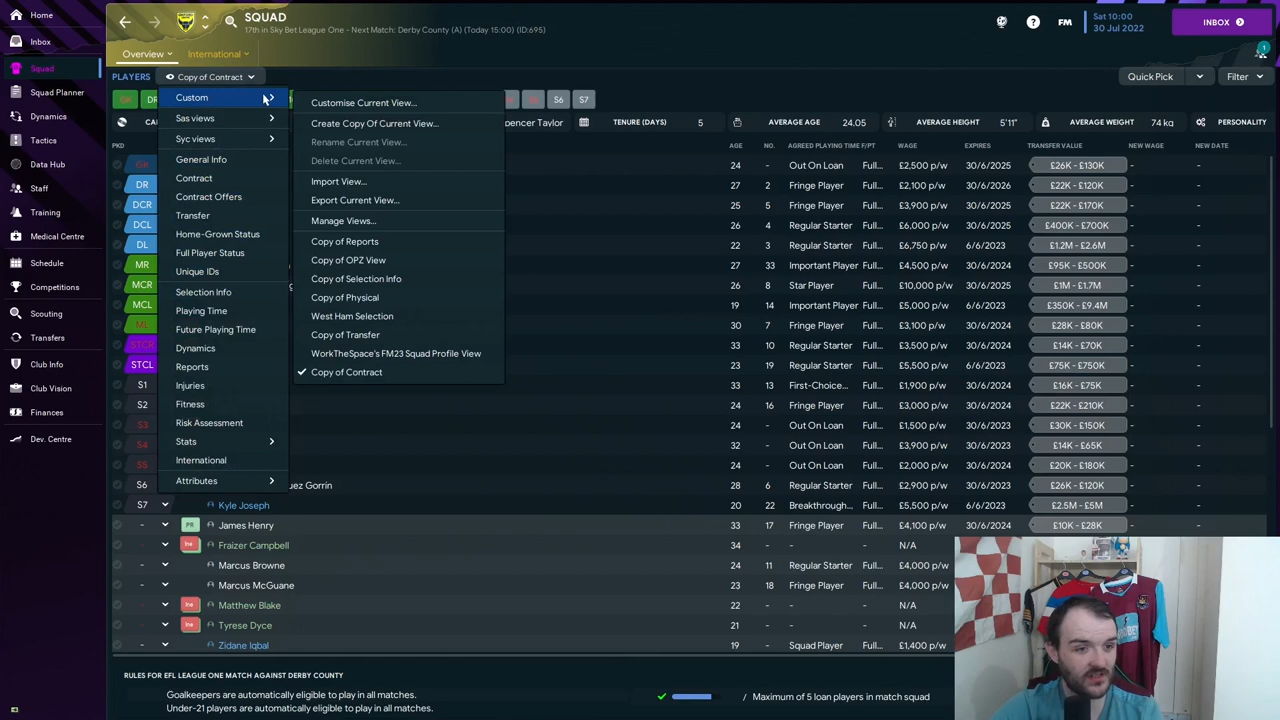 Home
Inbox
Squad
Squad Planner
Dynamics
Tactics
Data Hub
Staff
Training
Medical Centre
Schedule
Competitions
Scouting
Transfers
Club Info
Club Vision
Finances
Dev. Centre
SQUAD
17th in Sky Bet League One - Next Match: Derby County (A) (Today 15:00) (ID:695)
FM
Sat 10:00
30 Jul 2022
INBOX
Overview
International
1
PLAYERS
Copy of Contract
Quick Pick
Filter
GK
S6
S7
pencer Taylor
TENURE (DAYS) 5
AVERAGE AGE 24.05
AVERAGE HEIGHT 5'11"
AVERAGE WEIGHT 74 kg
PERSONALITY
Custom
Sas views
Syc views
General Info
Contract
Contract Offers
Transfer
Home-Grown Status
Full Player Status
Unique IDs
Selection Info
Playing Time
Future Playing Time
Dynamics
Reports
Injuries
Fitness
Risk Assessment
Stats
International
Attributes
Customise Current View...
Create Copy Of Current View...
Rename Current View...
Delete Current View...
Import View...
Export Current View...
Manage Views...
Copy of Reports
Copy of OPZ View
Copy of Selection Info
Copy of Physical
West Ham Selection
Copy of Transfer
WorkTheSpace's FM23 Squad Profile View
Copy of Contract
PKD AGE NO. AGREED PLAYING TIME F/PT WAGE EXPIRES TRANSFER VALUE NEW WAGE NEW DATE
GK 24 - Out On Loan Full... £2,500 p/w 30/6/2025 £26K - £130K - -
DR 27 2 Fringe Player Full... £2,100 p/w 30/6/2026 £22K - £120K - -
DCR 25 5 Fringe Player Full... £3,900 p/w 30/6/2024 £22K - £170K - -
DCL 26 4 Regular Starter Full... £6,000 p/w 30/6/2024 £400K - £700K - -
DL 22 3 Regular Starter Full... £6,750 p/w 6/6/2023 £1.2M - £2.6M - -
MR 27 33 Important Player Full... £4,500 p/w 30/6/2024 £95K - £500K - -
MCR 26 8 Star Player Full... £10,000 p/w 30/6/2024 £1M - £1.7M - -
MCL 19 14 Important Player Full... £5,000 p/w 6/6/2023 £350K - £9.4M - -
ML 30 7 Regular Starter Full... £3,100 p/w 30/6/2024 £28K - £80K - -
STCR 33 10 Regular Starter Full... £3,400 p/w 30/6/2024 £14K - £70K - -
STCL 23 19 Regular Starter Full... £5,500 p/w 6/6/2023 £75K - £750K - -
S1 33 13 First-Choice... Full... £1,900 p/w 30/6/2024 £16K - £75K - -
S2 24 16 Fringe Player Full... £3,000 p/w 30/6/2024 £22K - £210K - -
S3 24 - Out On Loan Full... £4,000 p/w 30/6/2023 £30K - £150K - -
S4 32 - Out On Loan Full... £3,900 p/w 30/6/2023 £14K - £65K - -
S5 24 - Out On Loan Full... £2,000 p/w 30/6/2023 £20K - £180K - -
S6 uez Gorrín 28 6 Regular Starter Full... £2,900 p/w 30/6/2023 £26K - £120K - -
S7 Kyle Joseph 20 22 Breakthrough... Full... £5,000 p/w 6/6/2023 £2.5M - £5M - -
- PR James Henry 33 17 Fringe Player Full... £4,100 p/w 30/6/2024 £10K - £28K - -
- Ine Fraizer Campbell 34 - - N/A
- Marcus Browne 24 11 Regular Starter Full... £4,000 p/w
- Marcus McGuane 23 18 Fringe Player Full... £4,000 p/w
- Ine Matthew Blake 22 - - N/A
- Ine Tyrese Dyce 21 - - N/A
- Zidane Iqbal 19 - Squad Player Full... £1,400 p/w
RULES FOR EFL LEAGUE ONE MATCH AGAINST DERBY COUNTY
Goalkeepers are automatically eligible to play in all matches.
Under-21 players are automatically eligible to play in all matches.
/ Maximum of 5 loan players in match squad